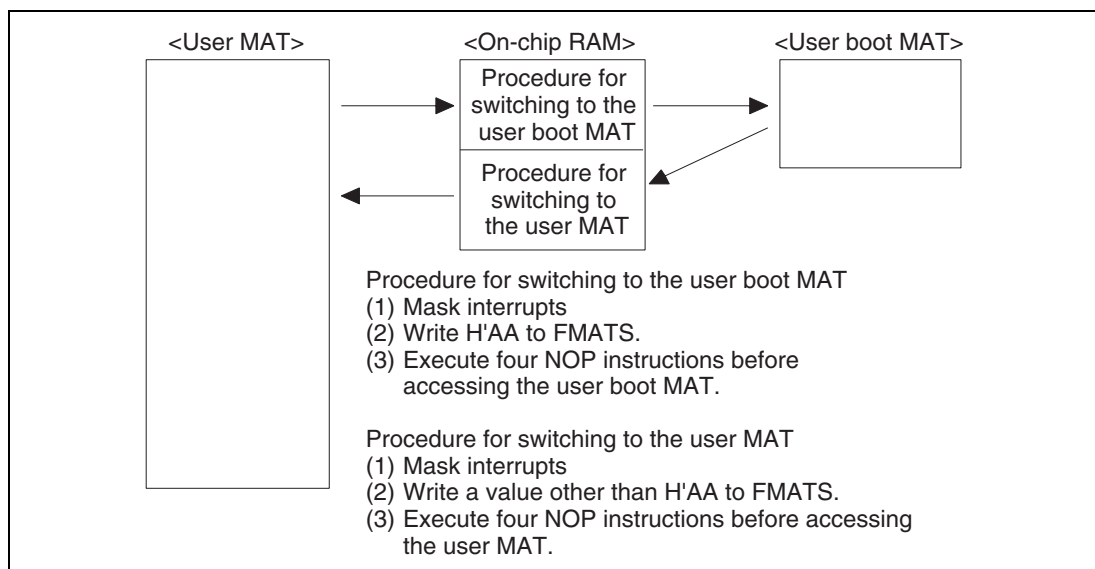 <User MAT>
<On-chip RAM>
<User boot MAT>
Procedure for
switching to the
user boot MAT
Procedure for
switching to
the user MAT
Procedure for switching to the user boot MAT
(1) Mask interrupts
(2) Write H'AA to FMATS.
(3) Execute four NOP instructions before
accessing the user boot MAT.
Procedure for switching to the user MAT
(1) Mask interrupts
(2) Write a value other than H'AA to FMATS.
(3) Execute four NOP instructions before accessing
the user MAT.